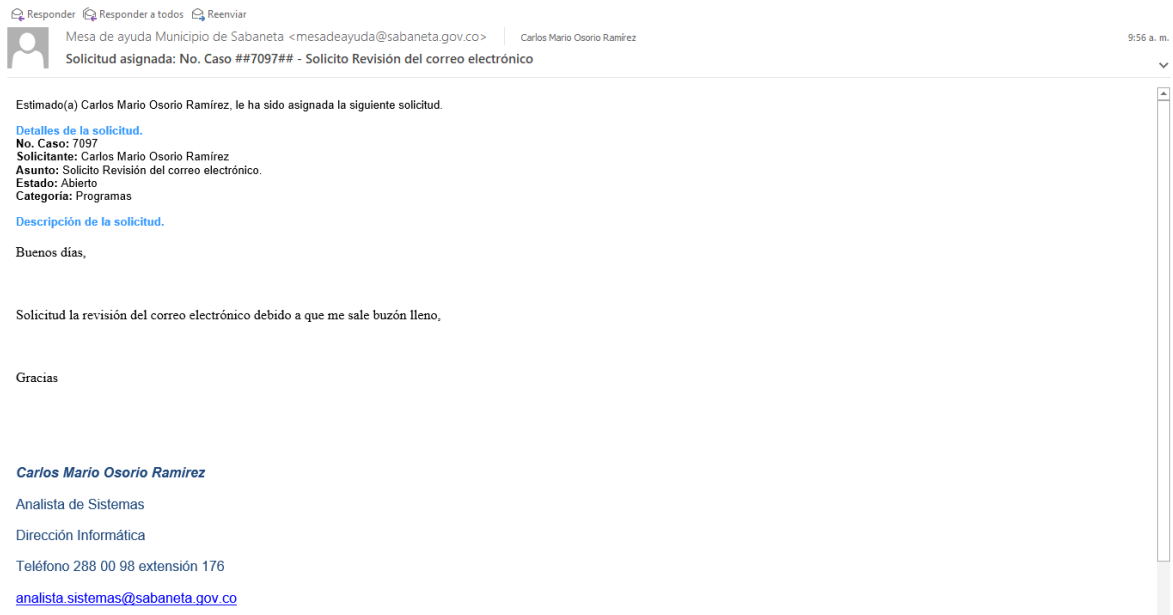 Responder Responder a todos Reenviar
Mesa de ayuda Municipio de Sabaneta <mesadeayuda@sabaneta.gov.co> Carlos Mario Osorio Ramírez 9:56 a. m.
Solicitud asignada: No. Caso ##7097## - Solicito Revisión del correo electrónico
Estimado(a) Carlos Mario Osorio Ramírez, le ha sido asignada la siguiente solicitud.
Detalles de la solicitud.
No. Caso: 7097
Solicitante: Carlos Mario Osorio Ramírez
Asunto: Solicito Revisión del correo electrónico.
Estado: Abierto
Categoría: Programas
Descripción de la solicitud.
Buenos días,
Solicitud la revisión del correo electrónico debido a que me sale buzón lleno,
Gracias
Carlos Mario Osorio Ramirez
Analista de Sistemas
Dirección Informática
Teléfono 288 00 98 extensión 176
analista.sistemas@sabaneta.gov.co